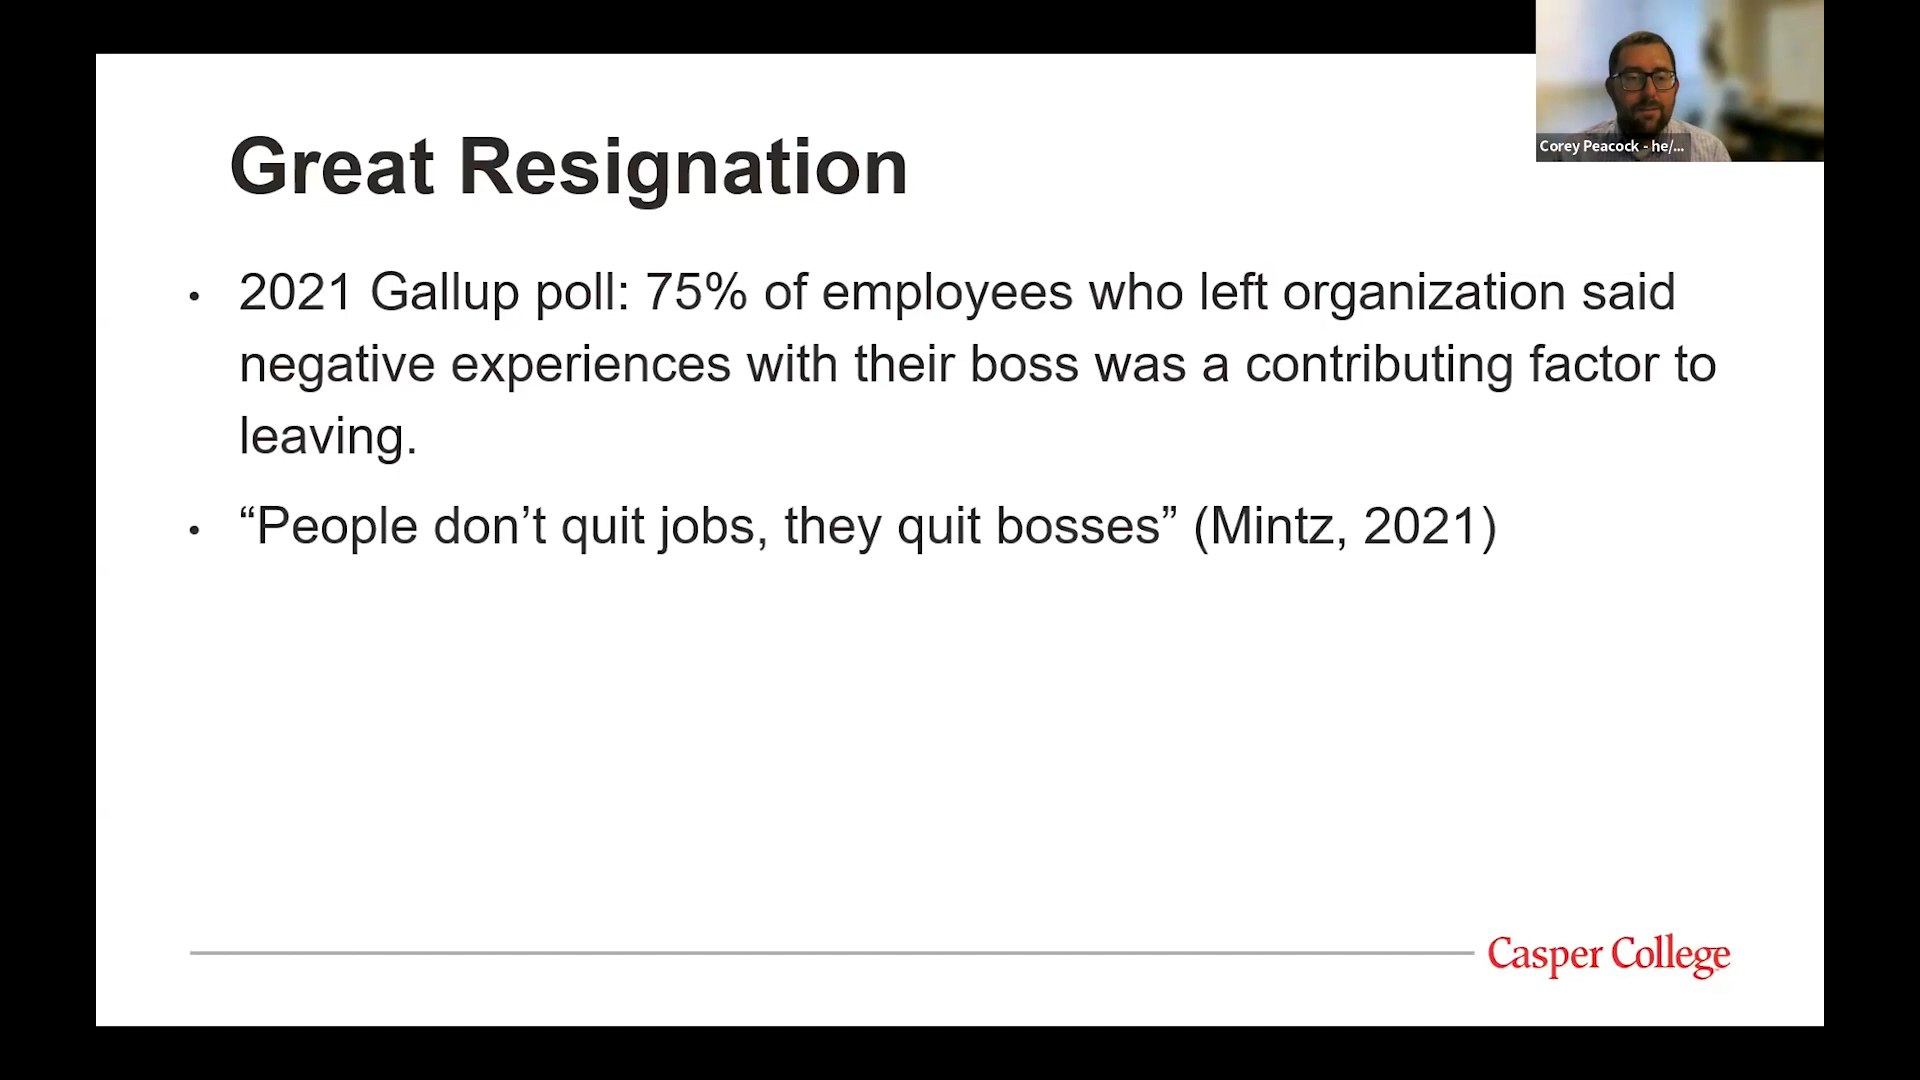 Great Resignation
• 2021 Gallup poll: 75% of employees who left organization said
negative experiences with their boss was a contributing factor to
leaving.
• “People don’t quit jobs, they quit bosses” (Mintz, 2021)
Corey Peacock - he/...
Casper College